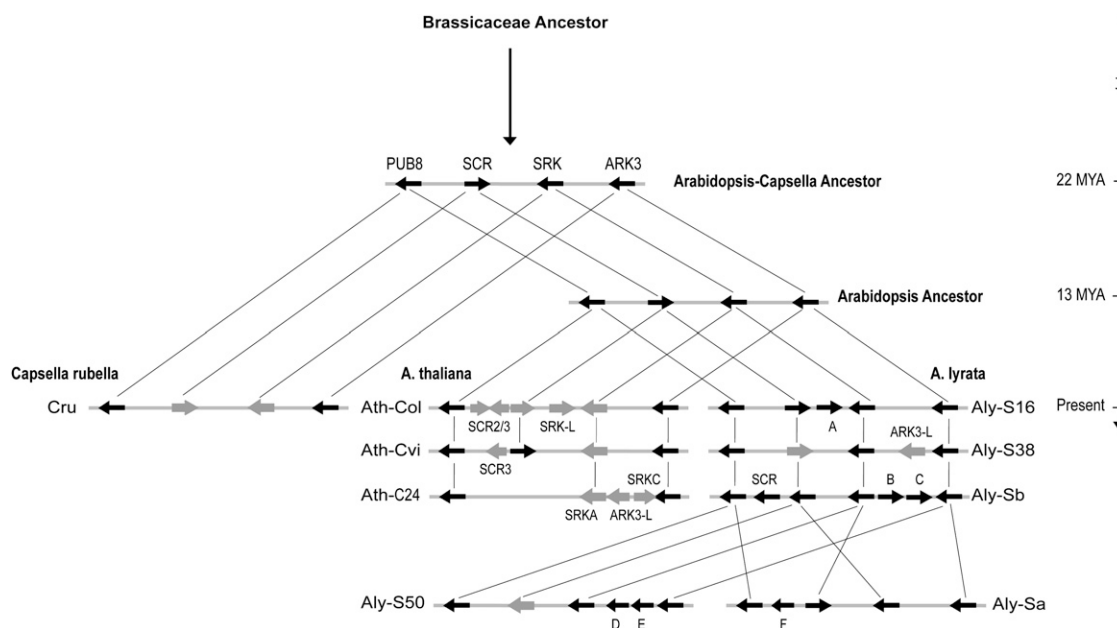 Brassicaceae Ancestor
PUB8 SCR SRK ARK3
Arabidopsis-Capsella Ancestor 22 MYA
Arabidopsis Ancestor 13 MYA
Capsella rubella A. thaliana A. lyrata
Cru Ath-Col Aly-S16 Present
SCR2/3 SRK-L A ARK3-L
Ath-Cvi Aly-S38
SCR3 SRKC SCR B C
Ath-C24 Aly-Sb
SRKA ARK3-L
Aly-S50 Aly-Sa
D E F